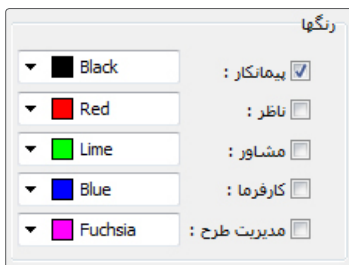 رنگها
پیمانکار : Black
ناظر : Red
مشاور : Lime
کارفرما : Blue
مدیریت طرح : Fuchsia